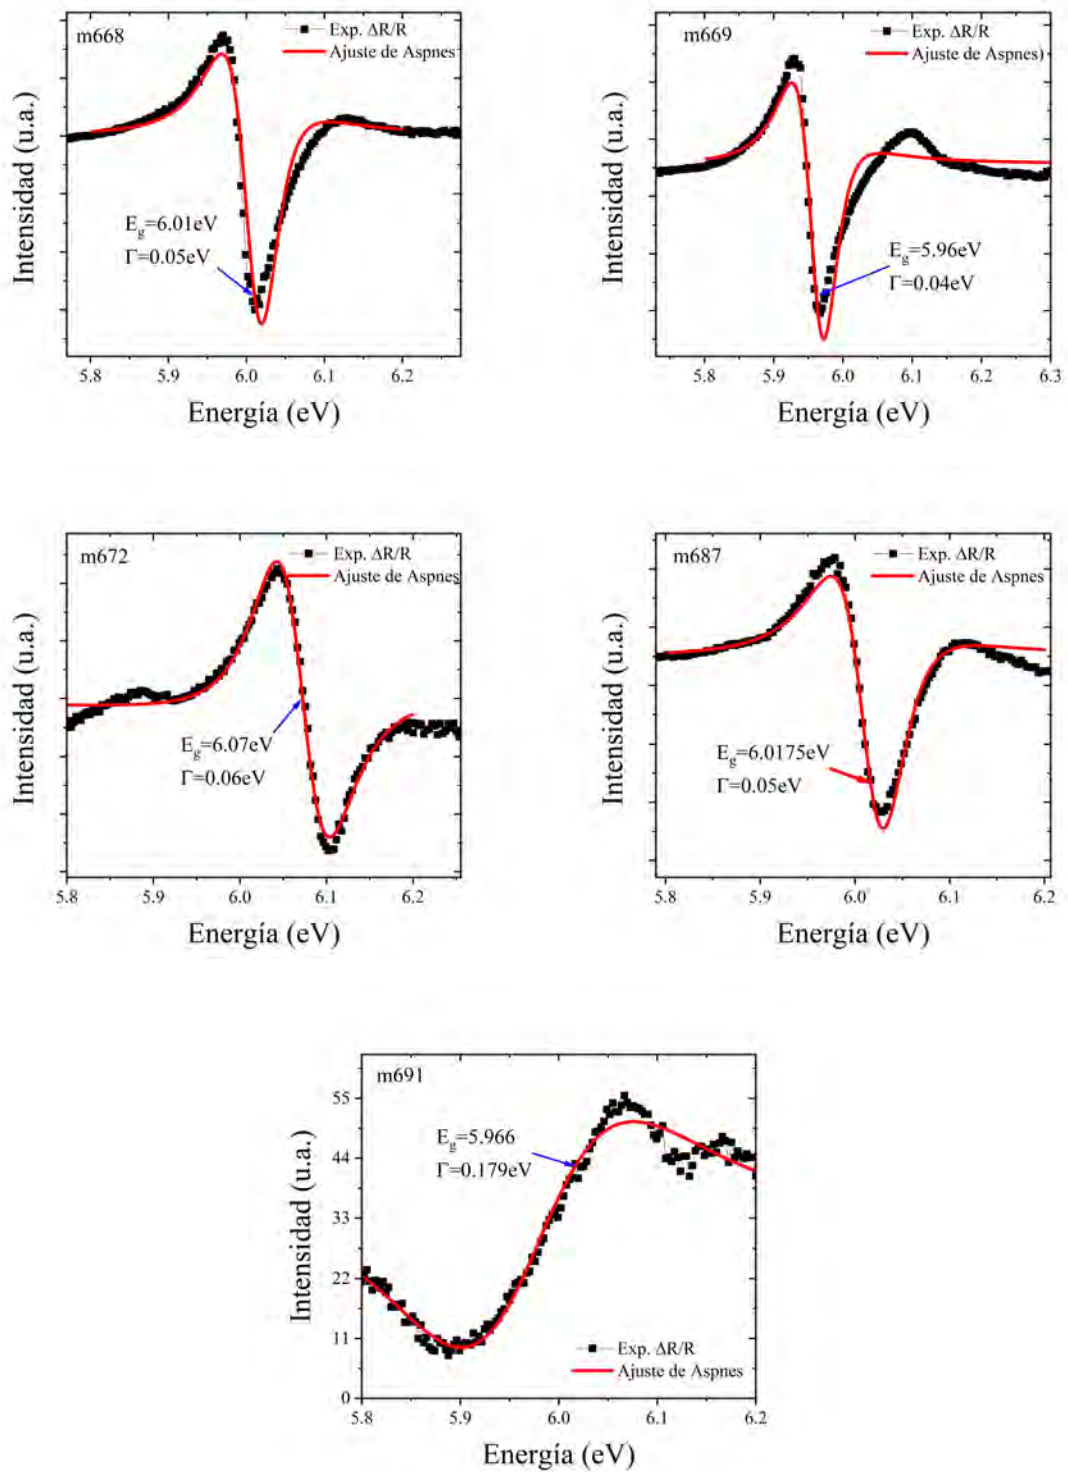 m668
Exp. ΔR/R
Ajuste de Aspnes
E_g=6.01eV
Γ=0.05eV
Intensidad (u.a.)
5.8 5.9 6.0 6.1 6.2
Energía (eV)
m669
Exp. ΔR/R
Ajuste de Aspnes)
E_g=5.96eV
Γ=0.04eV
Intensidad (u.a.)
5.8 5.9 6.0 6.1 6.2 6.3
Energía (eV)
m672
Exp. ΔR/R
Ajuste de Aspnes
E_g=6.07eV
Γ=0.06eV
Intensidad (u.a.)
5.8 5.9 6.0 6.1 6.2
Energía (eV)
m687
Exp. ΔR/R
Ajuste de Aspnes
E_g=6.0175eV
Γ=0.05eV
Intensidad (u.a.)
5.8 5.9 6.0 6.1 6.2
Energía (eV)
m691
55
44
33
22
11
0
E_g=5.966
Γ=0.179eV
Exp. ΔR/R
Ajuste de Aspnes
Intensidad (u.a.)
5.8 5.9 6.0 6.1 6.2
Energía (eV)